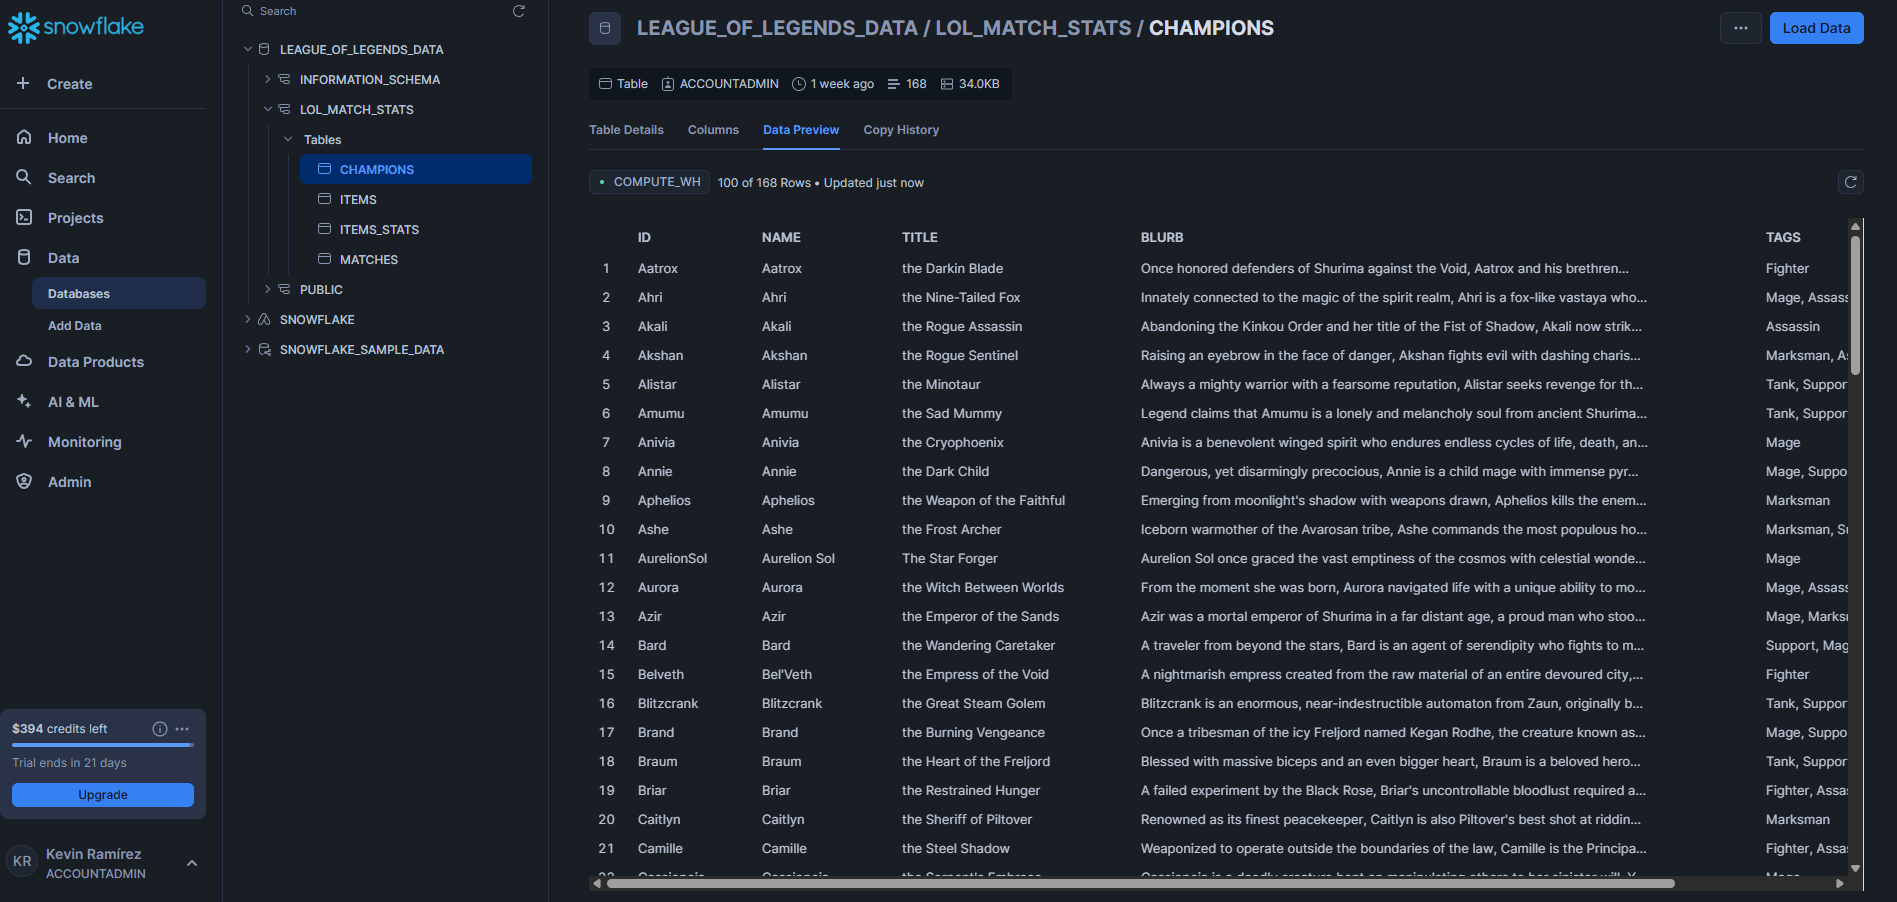 snowflake
Create
Home
Search
Projects
Data
Databases
Add Data
Data Products
AI & ML
Monitoring
Admin
$394 credits left
Trial ends in 21 days
Upgrade
KR
Kevin Ramírez
ACCOUNTADMIN
Search
LEAGUE_OF_LEGENDS_DATA
INFORMATION_SCHEMA
LOL_MATCH_STATS
Tables
CHAMPIONS
ITEMS
ITEMS_STATS
MATCHES
PUBLIC
SNOWFLAKE
SNOWFLAKE_SAMPLE_DATA
LEAGUE_OF_LEGENDS_DATA / LOL_MATCH_STATS / CHAMPIONS
Load Data
Table ACCOUNTADMIN 1 week ago 168 34.0KB
Table Details Columns Data Preview Copy History
COMPUTE_WH 100 of 168 Rows • Updated just now
ID NAME TITLE BLURB TAGS
1 Aatrox Aatrox the Darkin Blade Once honored defenders of Shurima against the Void, Aatrox and his brethren... Fighter
2 Ahri Ahri the Nine-Tailed Fox Innately connected to the magic of the spirit realm, Ahri is a fox-like vastaya who... Mage, Assass
3 Akali Akali the Rogue Assassin Abandoning the Kinkou Order and her title of the Fist of Shadow, Akali now strik... Assassin
4 Akshan Akshan the Rogue Sentinel Raising an eyebrow in the face of danger, Akshan fights evil with dashing charis... Marksman, As
5 Alistar Alistar the Minotaur Always a mighty warrior with a fearsome reputation, Alistar seeks revenge for th... Tank, Suppor
6 Amumu Amumu the Sad Mummy Legend claims that Amumu is a lonely and melancholy soul from ancient Shurima... Tank, Suppor
7 Anivia Anivia the Cryophoenix Anivia is a benevolent winged spirit who endures endless cycles of life, death, an... Mage
8 Annie Annie the Dark Child Dangerous, yet disarmingly precocious, Annie is a child mage with immense pyr... Mage, Suppo
9 Aphelios Aphelios the Weapon of the Faithful Emerging from moonlight's shadow with weapons drawn, Aphelios kills the enem... Marksman
10 Ashe Ashe the Frost Archer Iceborn warmother of the Avarosan tribe, Ashe commands the most populous ho... Marksman, Su
11 AurelionSol Aurelion Sol The Star Forger Aurelion Sol once graced the vast emptiness of the cosmos with celestial wonde... Mage
12 Aurora Aurora the Witch Between Worlds From the moment she was born, Aurora navigated life with a unique ability to mo... Mage, Assass
13 Azir Azir the Emperor of the Sands Azir was a mortal emperor of Shurima in a far distant age, a proud man who stoo... Mage, Marksm
14 Bard Bard the Wandering Caretaker A traveler from beyond the stars, Bard is an agent of serendipity who fights to m... Support, Mag
15 Belveth Bel'Veth the Empress of the Void A nightmarish empress created from the raw material of an entire devoured city,... Fighter
16 Blitzcrank Blitzcrank the Great Steam Golem Blitzcrank is an enormous, near-indestructible automaton from Zaun, originally b... Tank, Suppor
17 Brand Brand the Burning Vengeance Once a tribesman of the icy Freljord named Kegan Rodhe, the creature known as... Mage, Suppo
18 Braum Braum the Heart of the Freljord Blessed with massive biceps and an even bigger heart, Braum is a beloved hero... Tank, Suppor
19 Briar Briar the Restrained Hunger A failed experiment by the Black Rose, Briar's uncontrollable bloodlust required a... Fighter, Assa
20 Caitlyn Caitlyn the Sheriff of Piltover Renowned as its finest peacekeeper, Caitlyn is also Piltover's best shot at riddin... Marksman
21 Camille Camille the Steel Shadow Weaponized to operate outside the boundaries of the law, Camille is the Principa... Fighter, Assa